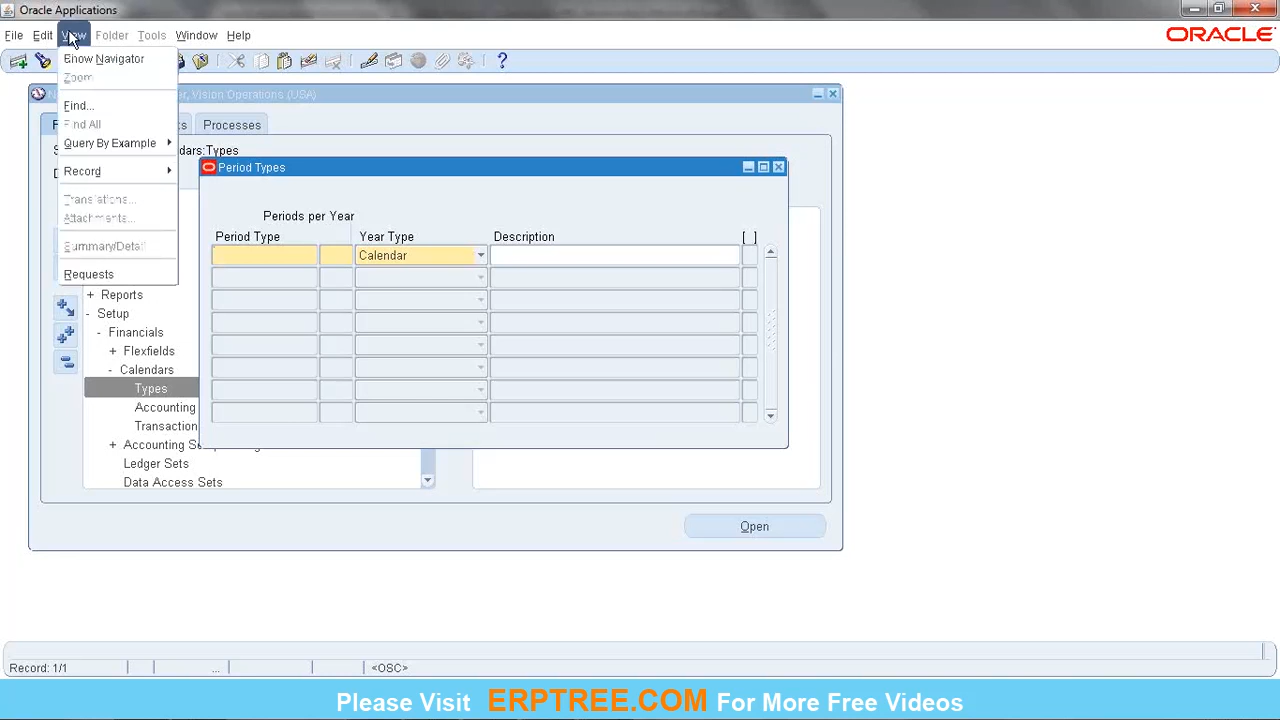 Oracle Applications
File Edit View Folder Tools Window Help
ORACLE
Show Navigator
Zoom
Find...
Find All
Query By Example
Record
Translations...
Attachments...
Summary/Detail
Requests
Vision Operations (USA)
Processes
Period Types
Periods per Year
Period Type Year Type Description [ ]
Calendar
+ Reports
- Setup
- Financials
+ Flexfields
- Calendars
Types
Accounting
Transaction
+ Accounting
Ledger Sets
Data Access Sets
Open
Record: 1/1 ... <OSC>
Please Visit ERPTREE.COM For More Free Videos